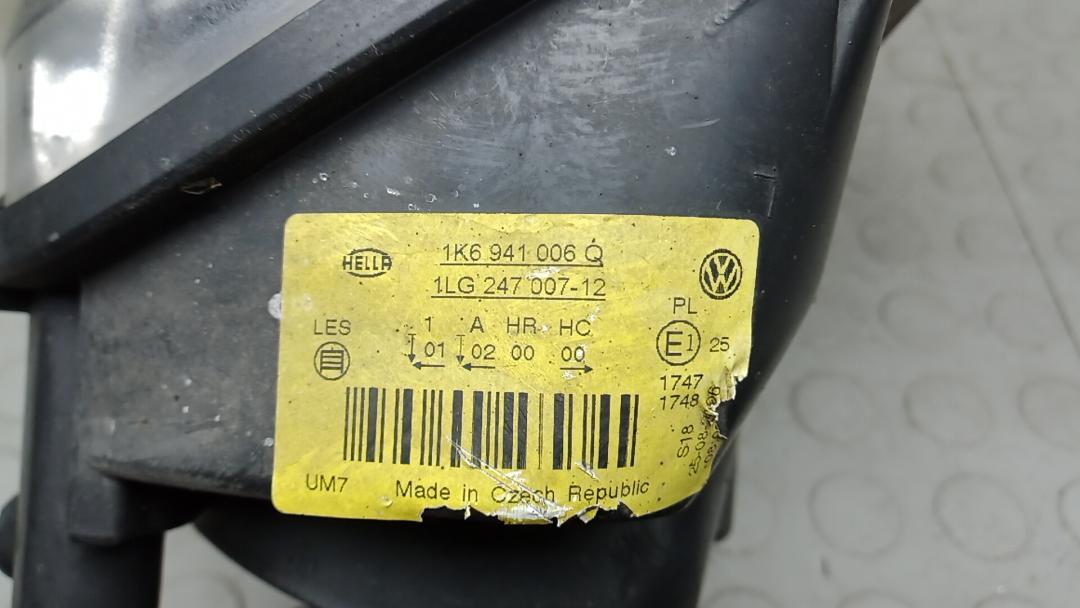 HELLA
1K6 941 006 Q
1LG 247 007-12
PL
LES
1 A HR HC
01 02 00 00
E1 25
1747
1748
S18
UM7
Made in Czech Republic